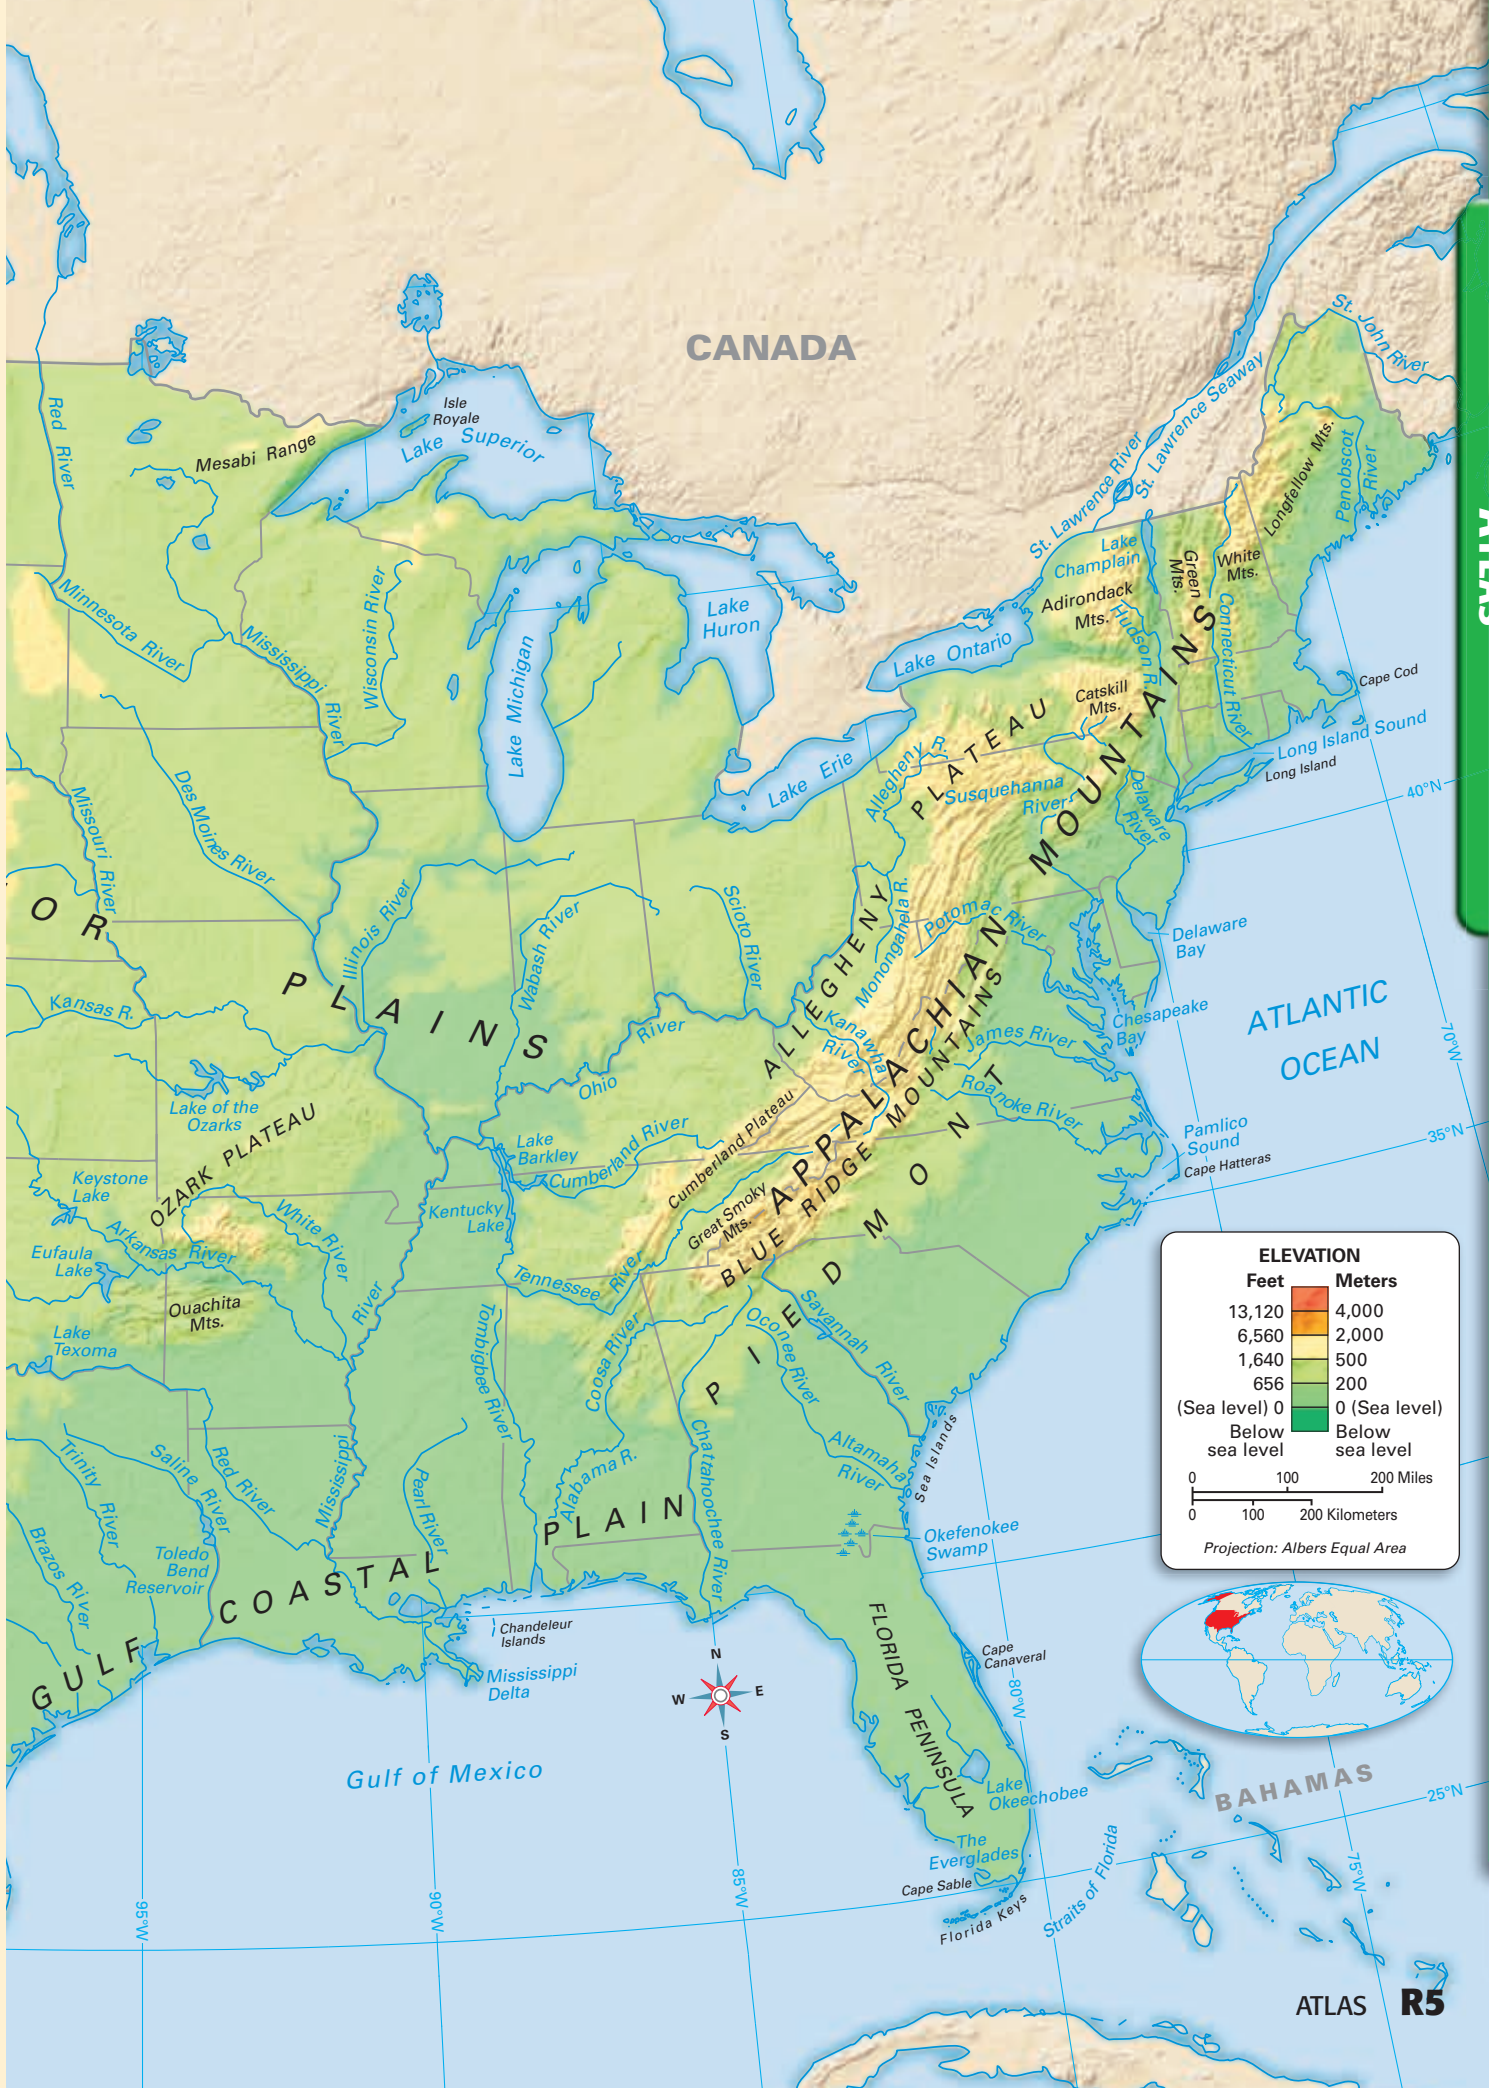 CANADA
St. John River
Isle
Royale
Lake Superior
Mesabi Range
Red River
St. Lawrence Seaway
St. Lawrence River
Longfellow Mts.
Penobscot
River
Lake
Champlain
Green
Mts.
White
Mts.
Adirondack
Mts.
Hudson R.
Connecticut River
Minnesota River
Mississippi
River
Wisconsin River
Lake
Huron
Lake Michigan
Lake Ontario
Cape Cod
Catskill
Mts.
Long Island Sound
Long Island
40°N
Lake Erie
Allegheny R.
ALLEGHENY PLATEAU
Susquehanna
River
Delaware
River
APPALACHIAN MOUNTAINS
Missouri River
Des Moines River
OR
PLAINS
Illinois River
Wabash River
Scioto River
Monongahela R.
Potomac River
Delaware
Bay
ATLANTIC
OCEAN
70°W
Kansas R.
Ohio River
Kanawha
River
Chesapeake
Bay
James River
Roanoke River
BLUE RIDGE MOUNTAINS
PIEDMONT
Lake of the
Ozarks
OZARK PLATEAU
Lake
Barkley
Cumberland River
Cumberland Plateau
Pamlico
Sound
35°N
Cape Hatteras
Keystone
Lake
Arkansas River
White River
Kentucky
Lake
Great Smoky
Mts.
Eufaula
Lake
Ouachita
Mts.
River
Tennessee River
Lake
Texoma
Tombigbee River
Coosa River
Oconee River
Savannah River
Trinity River
Saline River
Red River
Mississippi
Pearl River
Alabama R.
Chattahoochee River
Altamaha
River
Sea Islands
Brazos River
Toledo
Bend
Reservoir
GULF COASTAL PLAIN
Okefenokee
Swamp
Chandeleur
Islands
Mississippi
Delta
N
W
E
S
FLORIDA PENINSULA
Cape
Canaveral
80°W
Gulf of Mexico
Lake
Okeechobee
The
Everglades
Cape Sable
Florida Keys
Straits of Florida
BAHAMAS
25°N
95°W
90°W
85°W
75°W
ELEVATION
Feet Meters
13,120 4,000
6,560 2,000
1,640 500
656 200
(Sea level) 0 0 (Sea level)
Below Below
sea level sea level
0 100 200 Miles
0 100 200 Kilometers
Projection: Albers Equal Area
ATLAS
ATLAS R5